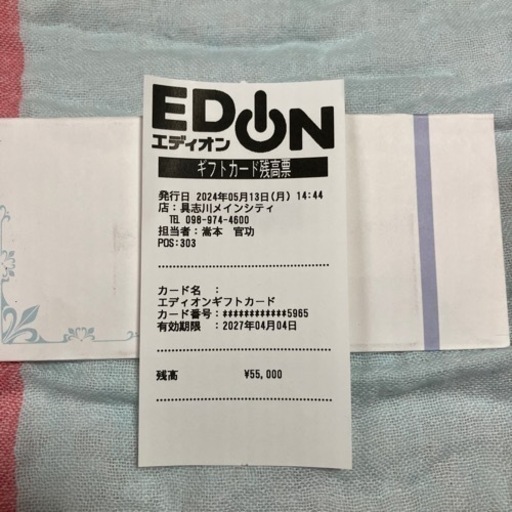 EDION
エディオン
ギフトカード残高票
発行日 2024年05月13日(月) 14:44
店：具志川メインシティ
TEL 098-974-4600
担当者：嵩本 官功
POS:303
カード名 ：
エディオンギフトカード
カード番号：************5965
有効期限 ：2027年04月04日
残高 ¥55,000